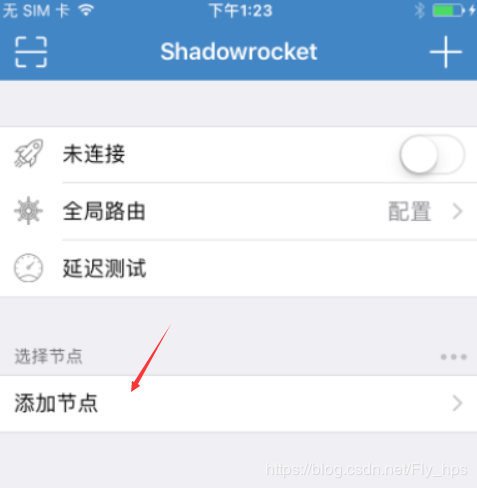 无 SIM 卡 下午1:23
Shadowrocket
未连接
全局路由 配置
延迟测试
选择节点
添加节点
https://blog.csdn.net/Fly_hps